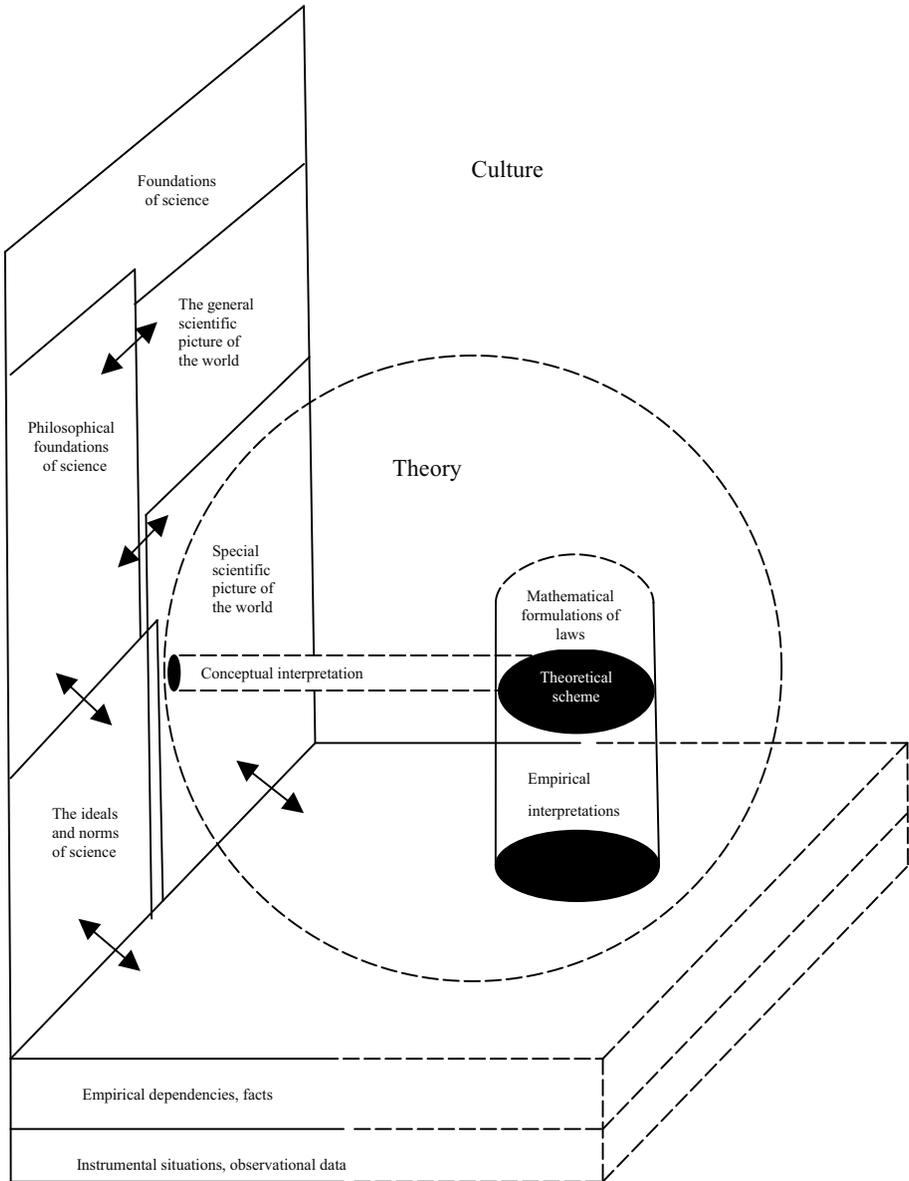 Culture
Foundations
of science
The general
scientific
picture of
the world
Philosophical
foundations
of science
Theory
Special
scientific
picture of
the world
Mathematical
formulations of
laws
Conceptual interpretation
Theoretical
scheme
Empirical
interpretations
The ideals
and norms
of science
Empirical dependencies, facts
Instrumental situations, observational data